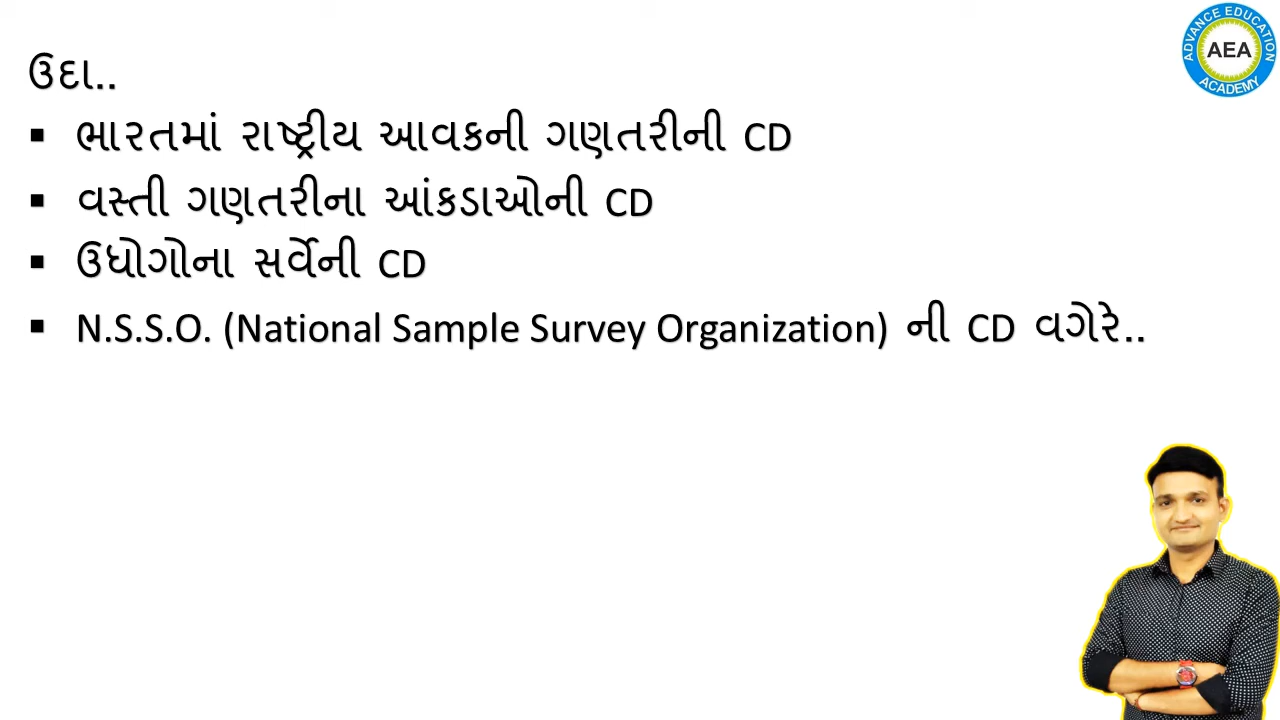 ADVANCE EDUCATION
AEA
ACADEMY
ઉદા..
▪ ભારતમાં રાષ્ટ્રીય આવકની ગણતરીની CD
▪ વસ્તી ગણતરીના આંકડાઓની CD
▪ ઉધોગોના સર્વેની CD
▪ N.S.S.O. (National Sample Survey Organization) ની CD વગેરે..